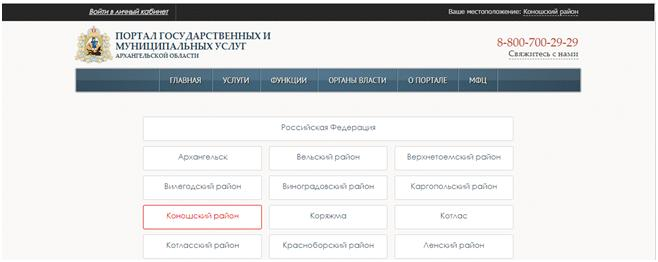 Войти в личный кабинет
Ваше местоположение: Коношский район
ПОРТАЛ ГОСУДАРСТВЕННЫХ И
МУНИЦИПАЛЬНЫХ УСЛУГ
АРХАНГЕЛЬСКОЙ ОБЛАСТИ
8-800-700-29-29
Свяжитесь с нами
ГЛАВНАЯ УСЛУГИ ФУНКЦИИ ОРГАНЫ ВЛАСТИ О ПОРТАЛЕ МФЦ
Российская Федерация
Архангельск Вельский район Верхнетоемский район
Вилегодский район Виноградовский район Каргопольский район
Коношский район Коряжма Котлас
Котласский район Красноборский район Ленский район